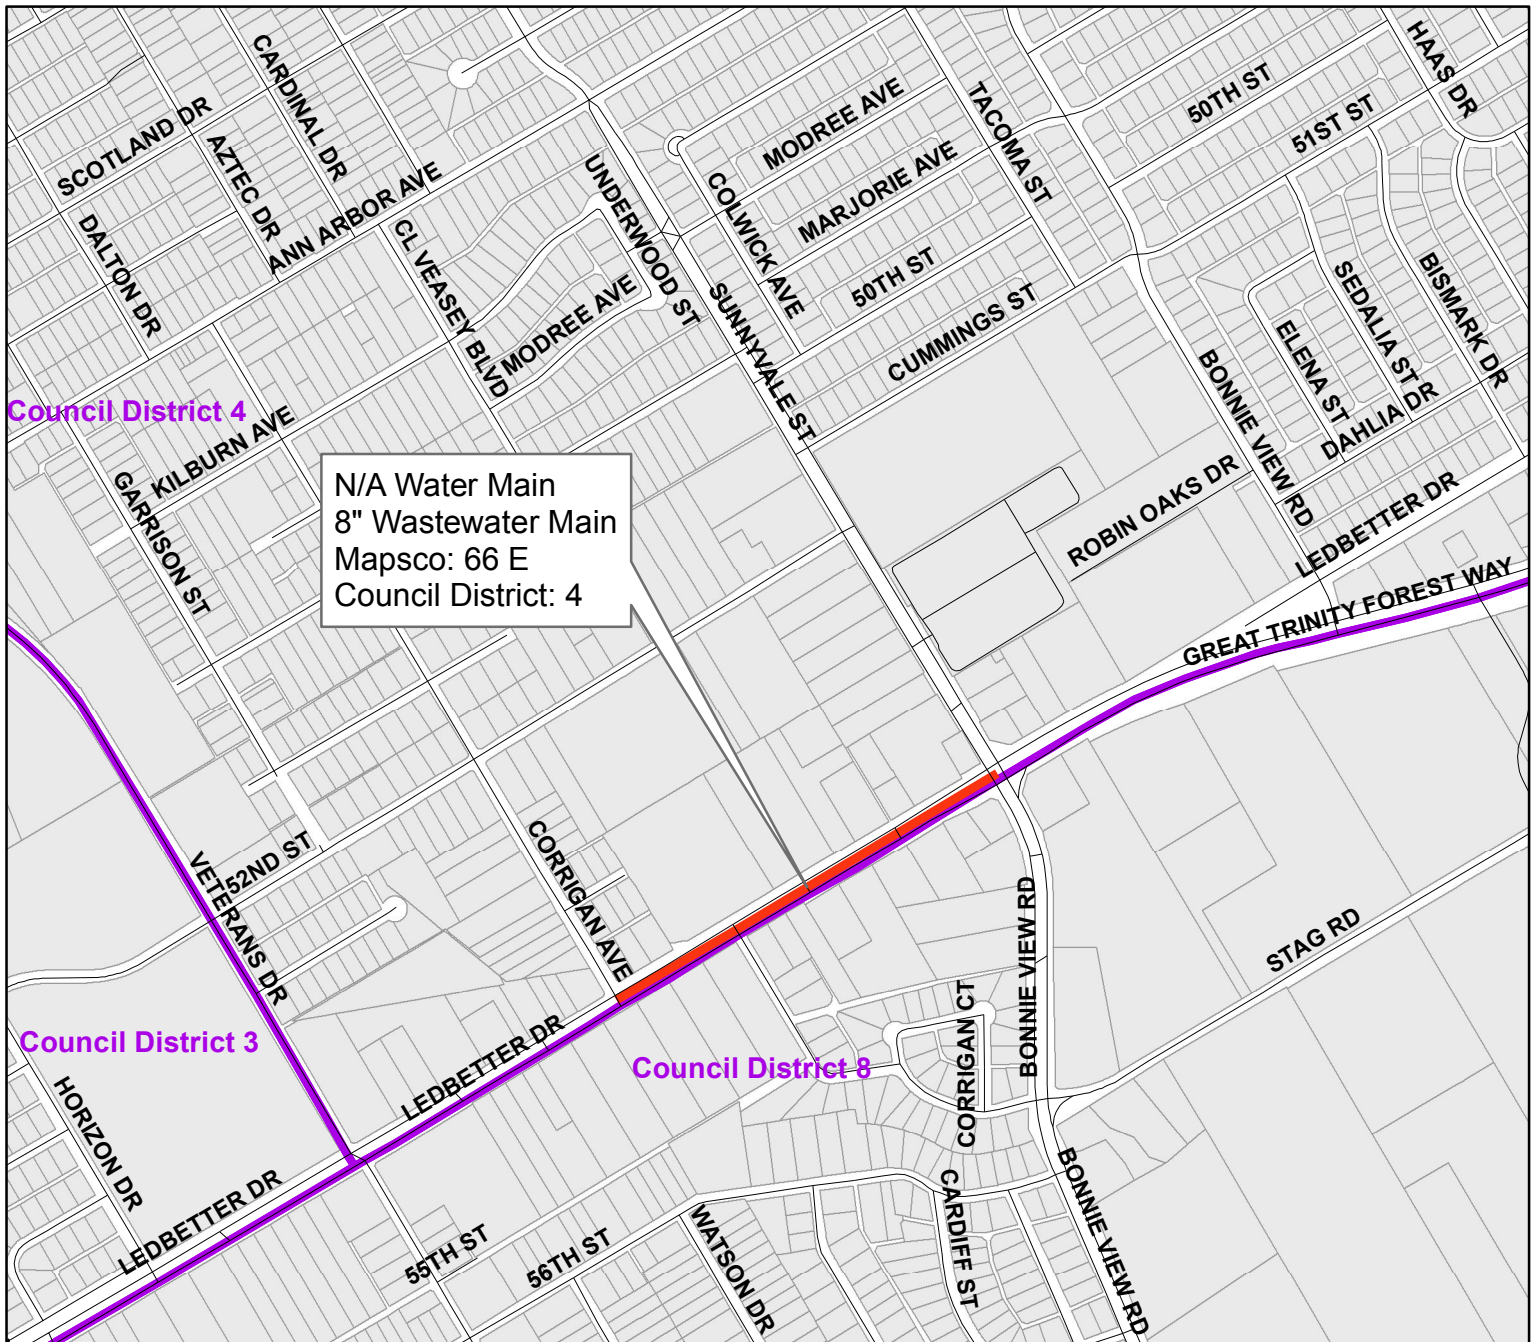 HAAS DR
CARDINAL DR
50TH ST
TACOMA ST
MODREE AVE
SCOTLAND DR
51ST ST
AZTEC DR
UNDERWOOD ST
ANN ARBOR AVE
MARJORIE AVE
COLWICK AVE
DALTON DR
CL VEASEY BLVD
50TH ST
MODREE AVE
SUNNYVALE ST
CUMMINGS ST
SEDALIA ST
BISMARK DR
ELENA ST
BONNIE VIEW RD
DAHLIA DR
Council District 4
KILBURN AVE
GARRISON ST
N/A Water Main
8" Wastewater Main
Mapsco: 66 E
Council District: 4
ROBIN OAKS DR
LEDBETTER DR
GREAT TRINITY FOREST WAY
52ND ST
VETERANS DR
CORRIGAN AVE
BONNIE VIEW RD
STAG RD
Council District 3
LEDBETTER DR
Council District 8
CORRIGAN CT
HORIZON DR
LEDBETTER DR
55TH ST
56TH ST
WATSON DR
CARDIFF ST
BONNIE VIEW RD